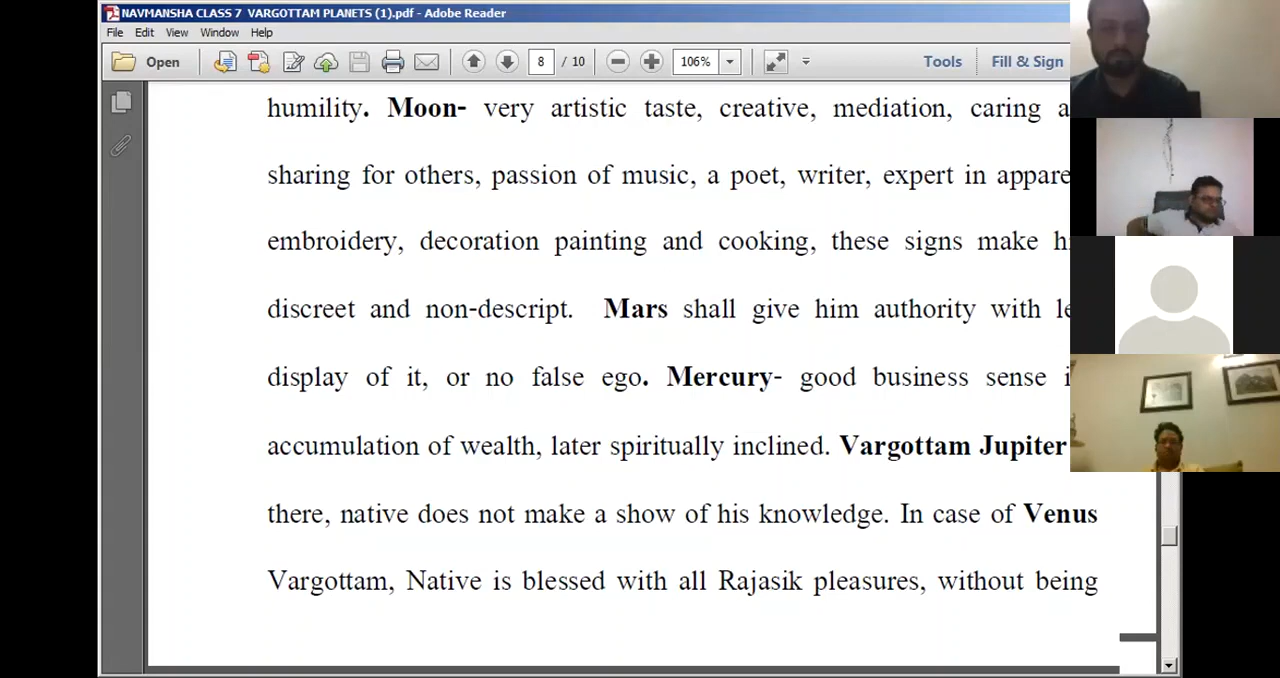 NAVMANSHA CLASS 7 VARGOTTAM PLANETS (1).pdf - Adobe Reader
File Edit View Window Help
Open 8 / 10 106% Tools Fill & Sign
humility. Moon- very artistic taste, creative, mediation, caring
sharing for others, passion of music, a poet, writer, expert in
embroidery, decoration painting and cooking, these signs make
discreet and non-descript. Mars shall give him authority with
display of it, or no false ego. Mercury- good business sense
accumulation of wealth, later spiritually inclined. Vargottam Jupiter
there, native does not make a show of his knowledge. In case of Venus
Vargottam, Native is blessed with all Rajasik pleasures, without being